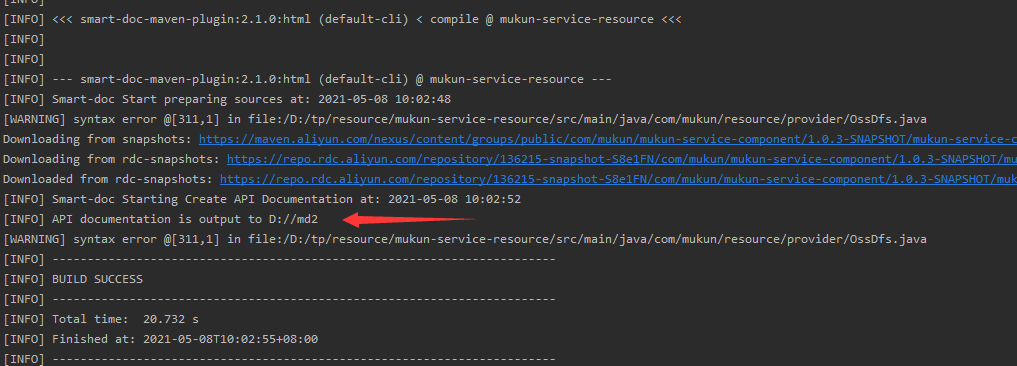 [INFO]
[INFO] <<< smart-doc-maven-plugin:2.1.0:html (default-cli) < compile @ mukun-service-resource <<<
[INFO]
[INFO]
[INFO] --- smart-doc-maven-plugin:2.1.0:html (default-cli) @ mukun-service-resource ---
[INFO] Smart-doc Start preparing sources at: 2021-05-08 10:02:48
[WARNING] syntax error @[311,1] in file:/D:/tp/resource/mukun-service-resource/src/main/java/com/mukun/resource/provider/OssDfs.java
Downloading from snapshots: https://maven.aliyun.com/nexus/content/groups/public/com/mukun/mukun-service-component/1.0.3-SNAPSHOT/mukun-service-c
Downloading from rdc-snapshots: https://repo.rdc.aliyun.com/repository/136215-snapshot-S8e1FN/com/mukun/mukun-service-component/1.0.3-SNAPSHOT/mu
Downloaded from rdc-snapshots: https://repo.rdc.aliyun.com/repository/136215-snapshot-S8e1FN/com/mukun/mukun-service-component/1.0.3-SNAPSHOT/muk
[INFO] Smart-doc Starting Create API Documentation at: 2021-05-08 10:02:52
[INFO] API documentation is output to D://md2
[WARNING] syntax error @[311,1] in file:/D:/tp/resource/mukun-service-resource/src/main/java/com/mukun/resource/provider/OssDfs.java
[INFO] ------------------------------------------------------------------------
[INFO] BUILD SUCCESS
[INFO] ------------------------------------------------------------------------
[INFO] Total time:  20.732 s
[INFO] Finished at: 2021-05-08T10:02:55+08:00
[INFO] ------------------------------------------------------------------------